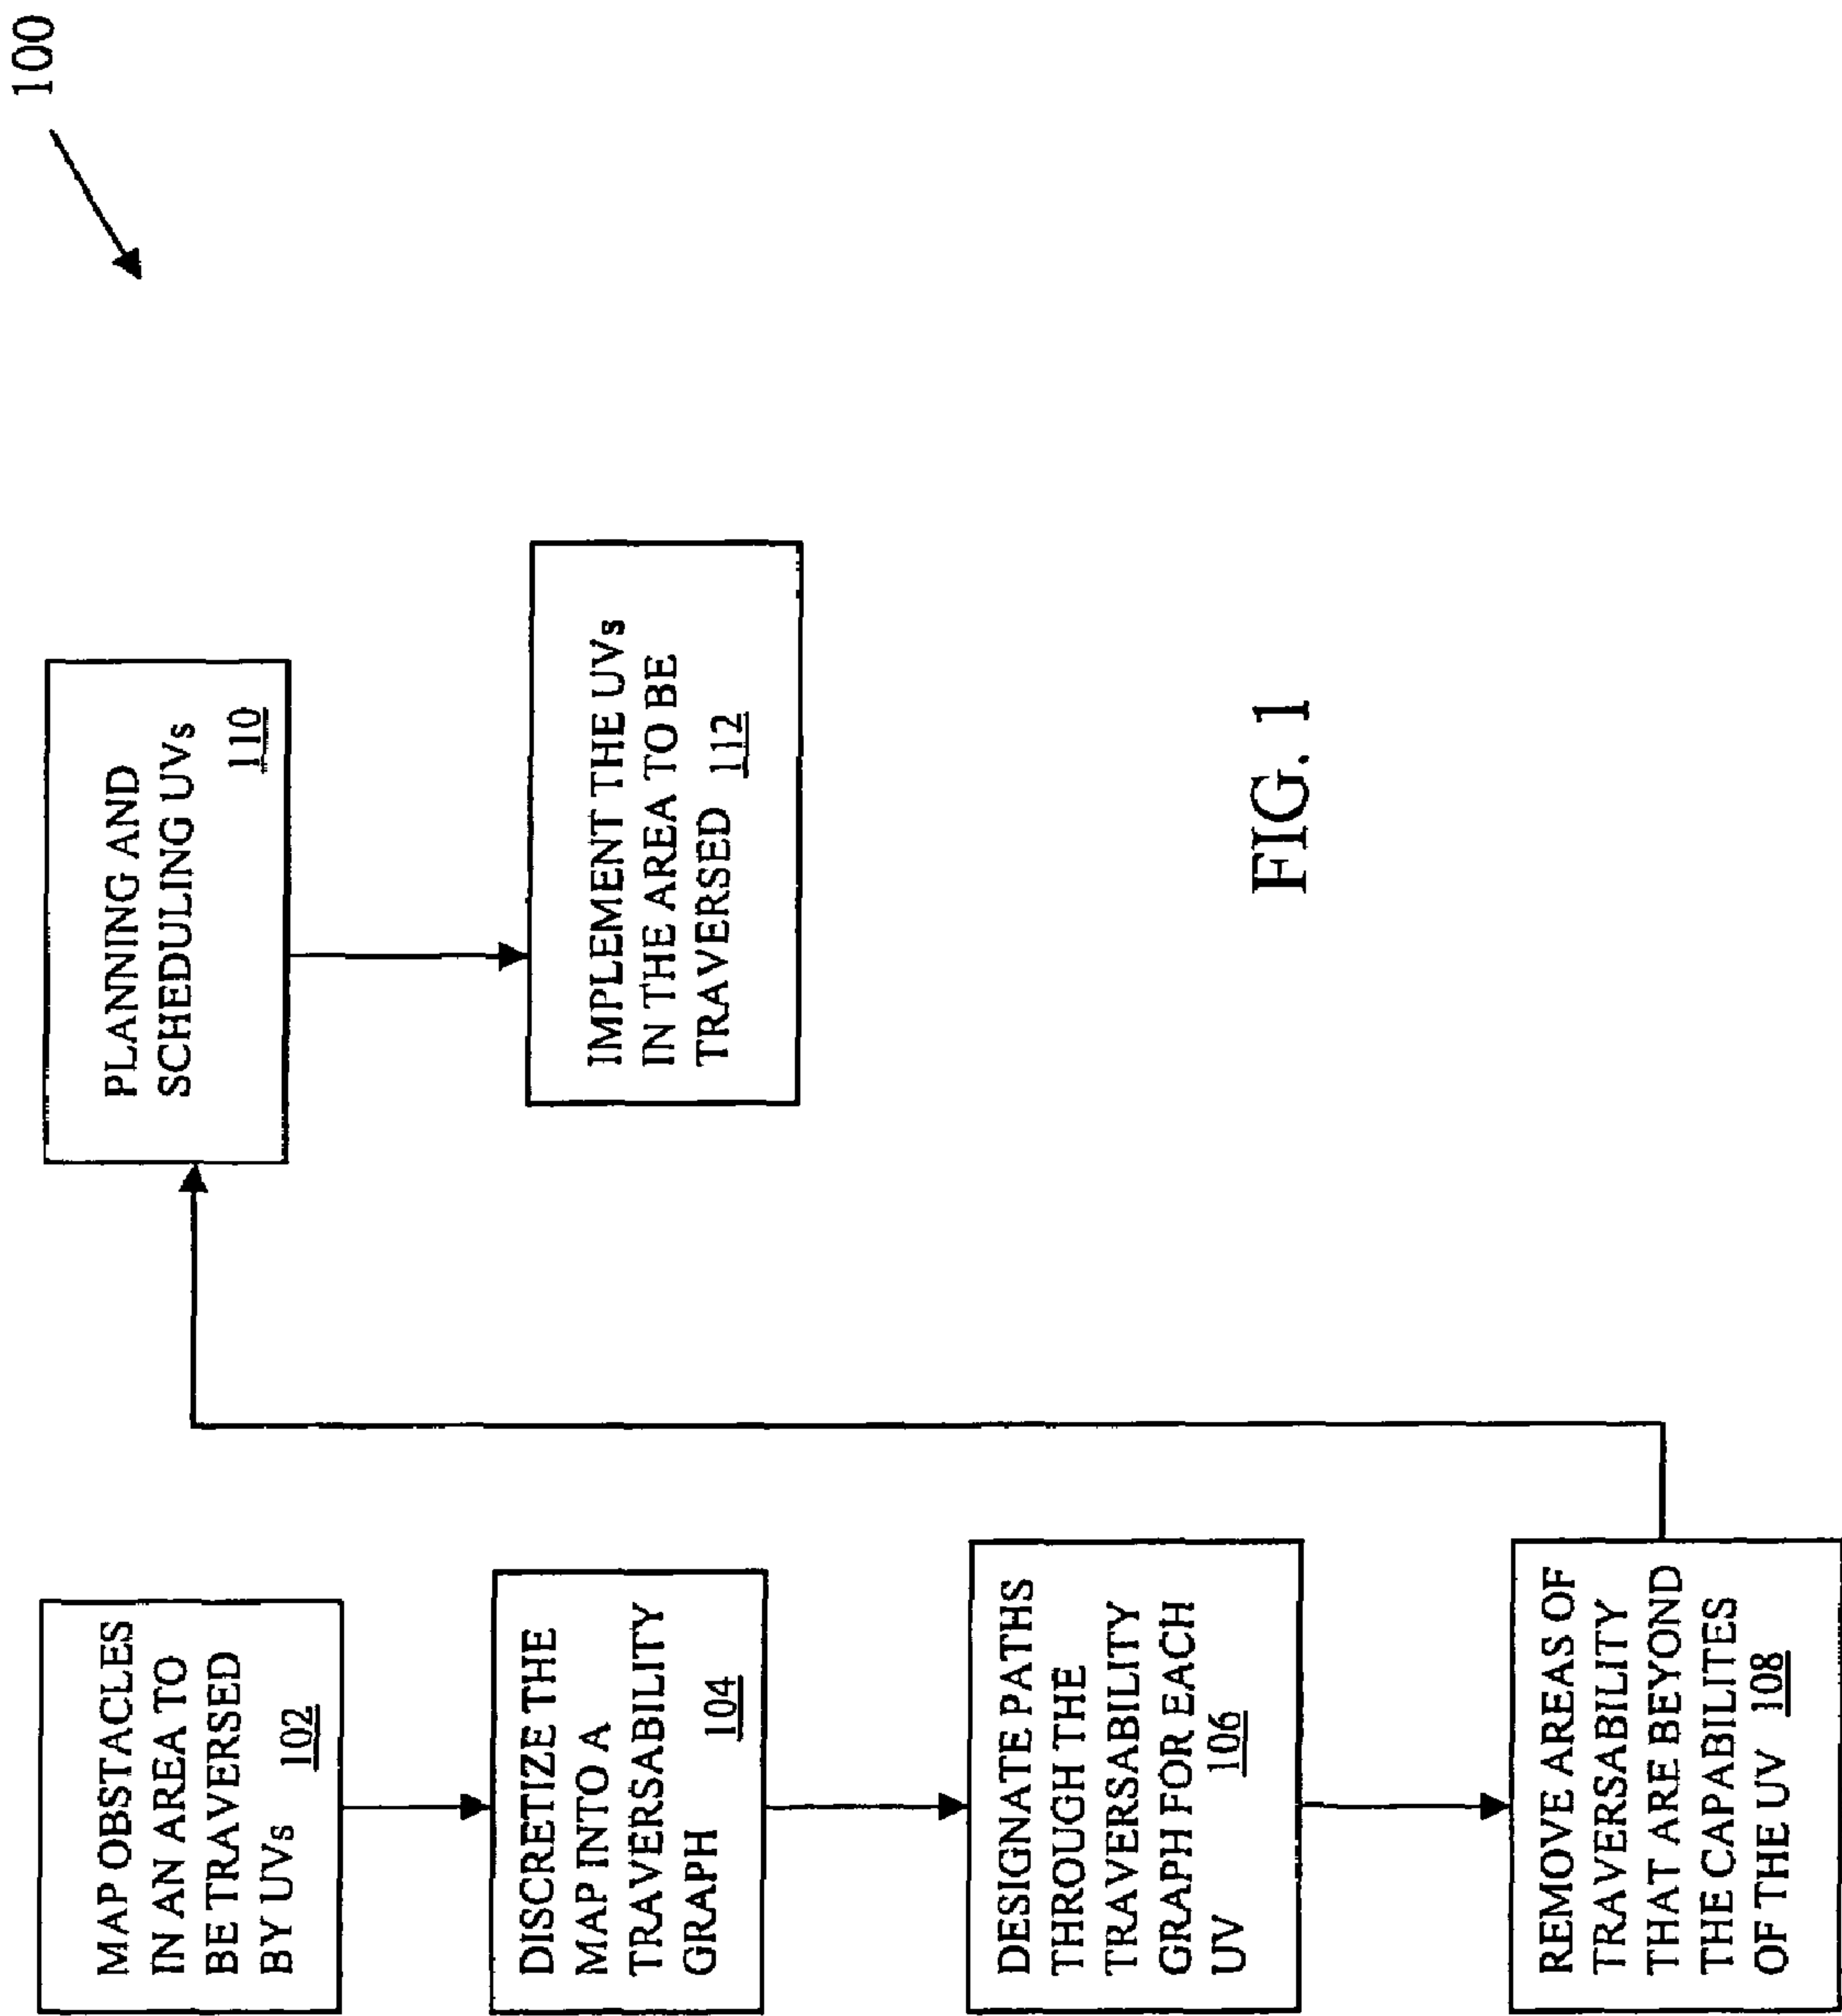 100
MAP OBSTACLES
IN AN AREA TO
BE TRAVERSED
BY UVs 102
DISCRETIZE THE
MAP INTO A
TRAVERSABILITY
GRAPH 104
DESIGNATE PATHS
THROUGH THE
TRAVERSABILITY
GRAPH FOR EACH
UV 106
REMOVE AREAS OF
TRAVERSABILITY
THAT ARE BEYOND
THE CAPABILITES
OF THE UV 108
PLANNING AND
SCHEDULING UVs
110
IMPLEMENT THE UVs
IN THE AREA TO BE
TRAVERSED 112
FIG. 1